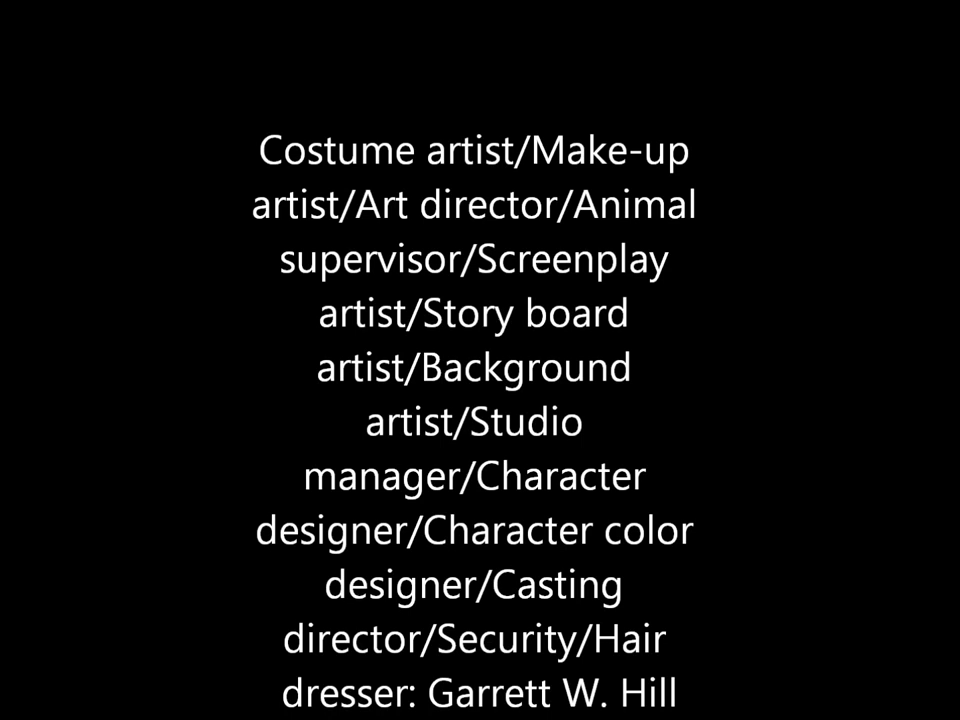 Costume artist/Make-up
artist/Art director/Animal
supervisor/Screenplay
artist/Story board
artist/Background
artist/Studio
manager/Character
designer/Character color
designer/Casting
director/Security/Hair
dresser: Garrett W. Hill